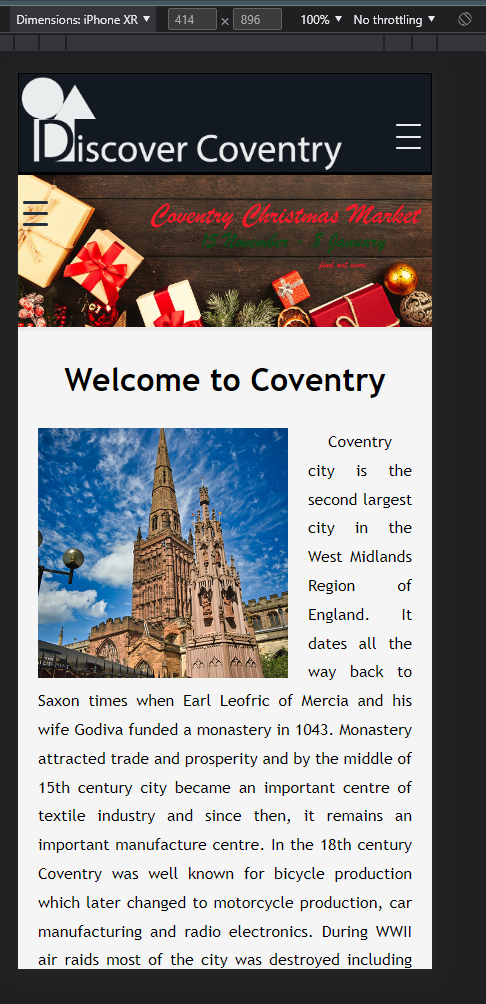 Dimensions: iPhone XR ▼ 414 × 896 100% ▼ No throttling ▼
Discover Coventry
Coventry Christmas Market
15 November - 8 January
find out more
Welcome to Coventry
Coventry
city is the
second largest
city in the
West Midlands
Region of
England. It
dates all the
way back to
Saxon times when Earl Leofric of Mercia and his
wife Godiva funded a monastery in 1043. Monastery
attracted trade and prosperity and by the middle of
15th century city became an important centre of
textile industry and since then, it remains an
important manufacture centre. In the 18th century
Coventry was well known for bicycle production
which later changed to motorcycle production, car
manufacturing and radio electronics. During WWII
air raids most of the city was destroyed including